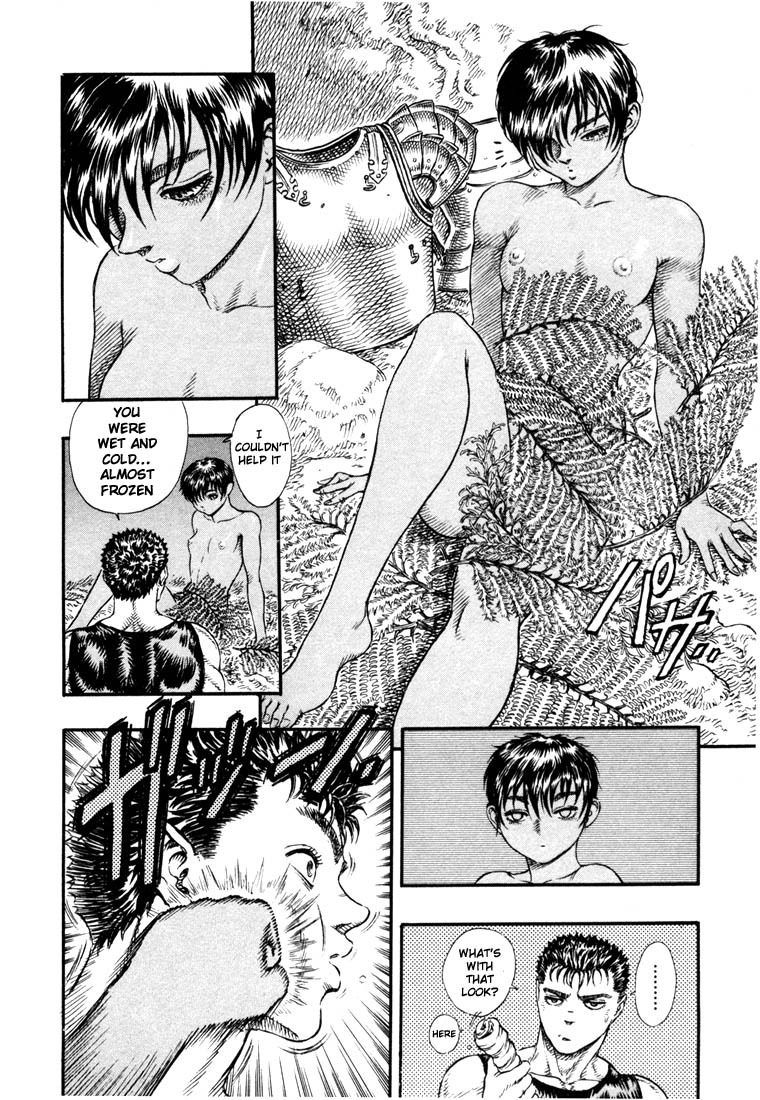 YOU
WERE
WET AND
COLD...
ALMOST
FROZEN
I
COULDN'T
HELP IT
パサ..
ガッーン..
.......
WHAT'S
WITH
THAT
LOOK?
HERE